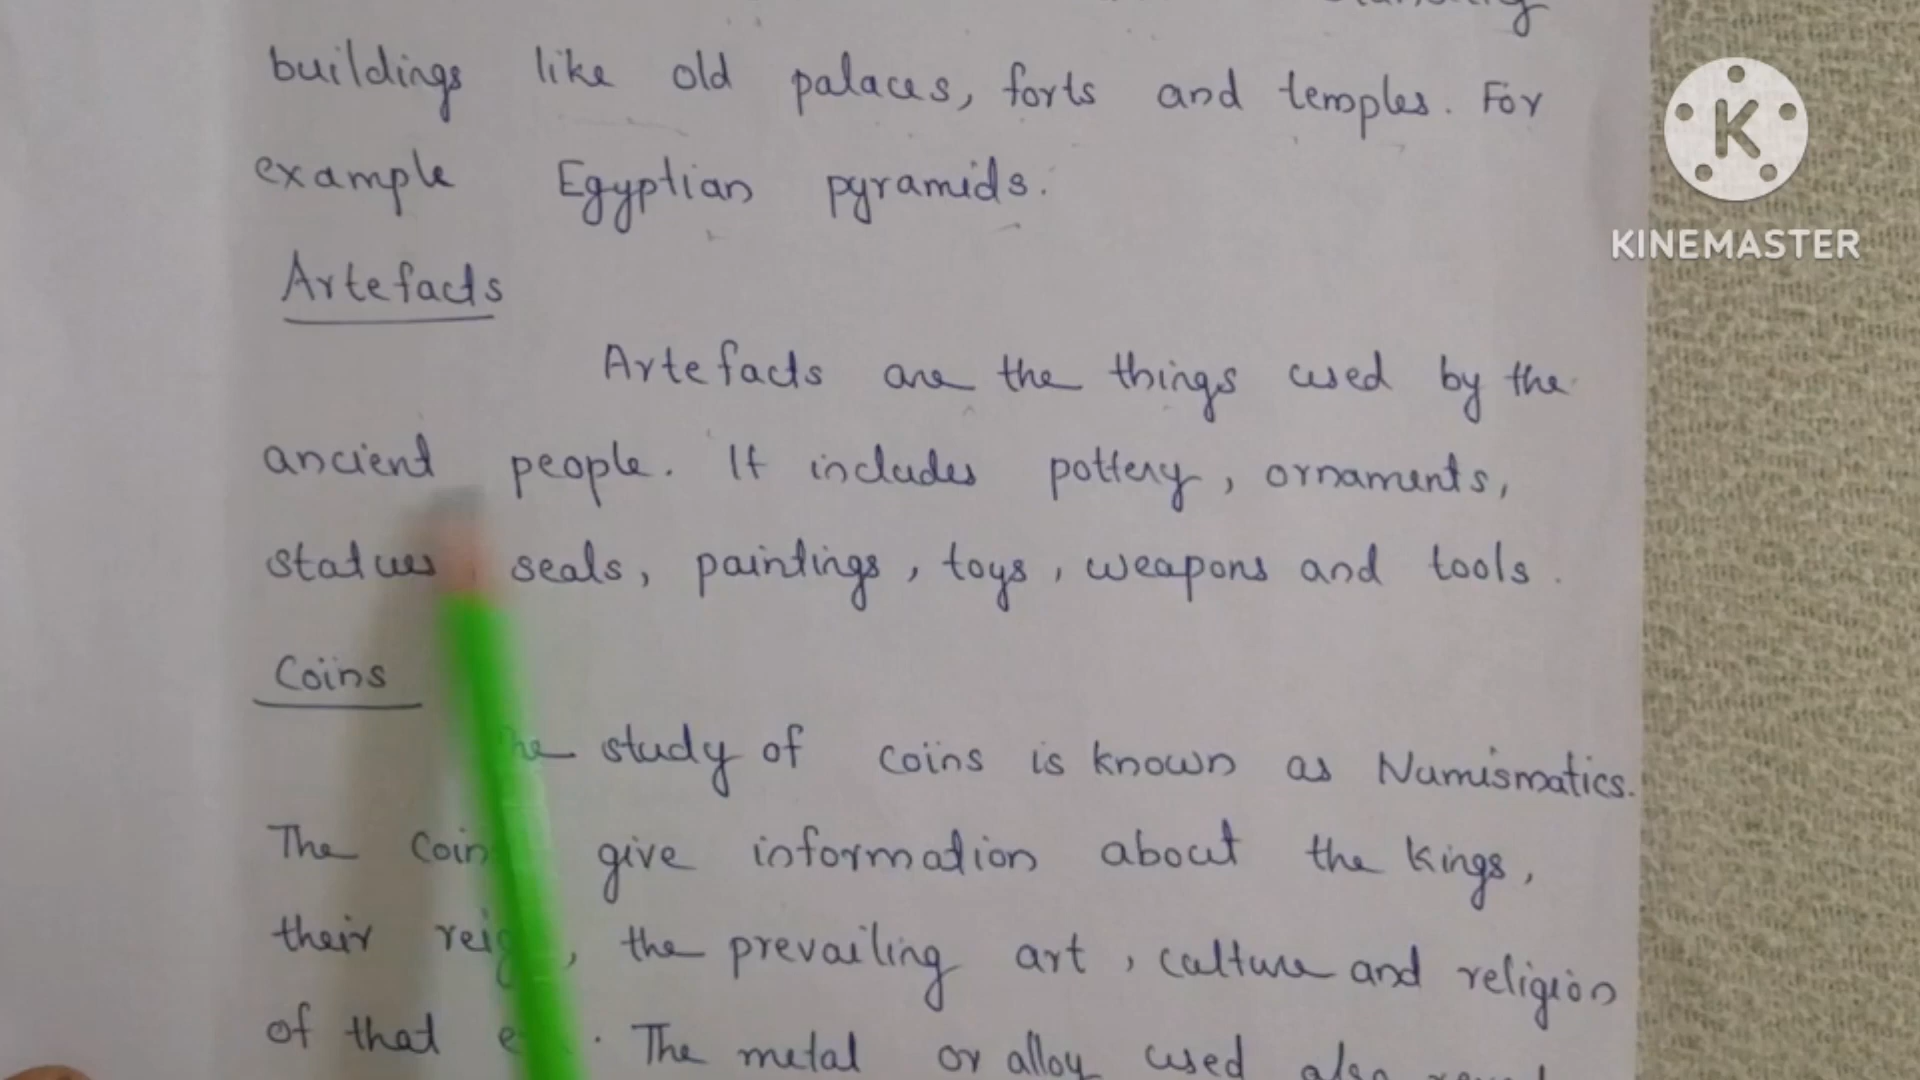 buildings like old palaces, forts and temples. For
example Egyptian pyramids.
Artefacts
Artefacts are the things used by the
ancient people. It includes pottery, ornaments,
statues seals, paintings, toys, weapons and tools.
Coins
study of coins is known as Numismatics.
The give information about the kings,
their , the prevailing art, culture and religion
of that . The metal or alloy used also
KINEMASTER